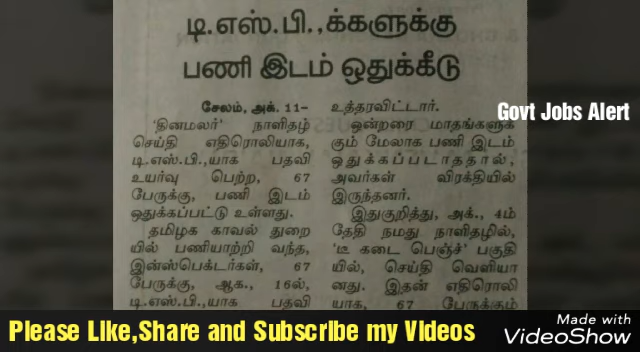 டி.எஸ்.பி.,க்களுக்கு
பணி இடம் ஒதுக்கீடு
சேலம், அக். 11–
'தினமலர்' நாளிதழ்
செய்தி எதிரொலியாக,
டி.எஸ்.பி.,யாக பதவி
உயர்வு பெற்ற, 67
பேருக்கு, பணி இடம்
ஒதுக்கப்பட்டு உள்ளது.
தமிழக காவல் துறை
யில் பணியாற்றி வந்த,
இன்ஸ்பெக்டர்கள், 67
பேருக்கு, ஆக., 16ல்,
டி.எஸ்.பி.,யாக பதவி
உத்தரவிட்டார்.
ஒன்றரை மாதங்களுக்
கும் மேலாக பணி இடம்
ஒதுக்கப்படாததால்,
அவர்கள் விரக்தியில்
இருந்தனர்.
இதுகுறித்து, அக்., 4ம்
தேதி நமது நாளிதழில்,
'டீ கடை பெஞ்ச்' பகுதி
யில், செய்தி வெளியா
னது. இதன் எதிரொலி
யாக, 67 பேருக்கும்
Govt Jobs Alert
Please Like,Share and Subscribe my Videos
Made with
VideoShow